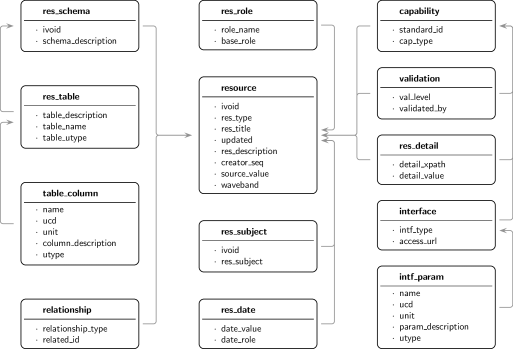 res_schema
· ivoid
· schema_description
res_table
· table_description
· table_name
· table_utype
table_column
· name
· ucd
· unit
· column_description
· utype
relationship
· relationship_type
· related_id
res_role
· role_name
· base_role
resource
· ivoid
· res_type
· res_title
· updated
· res_description
· creator_seq
· source_value
· waveband
res_subject
· ivoid
· res_subject
res_date
· date_value
· date_role
capability
· standard_id
· cap_type
validation
· val_level
· validated_by
res_detail
· detail_xpath
· detail_value
interface
· intf_type
· access_url
intf_param
· name
· ucd
· unit
· param_description
· utype